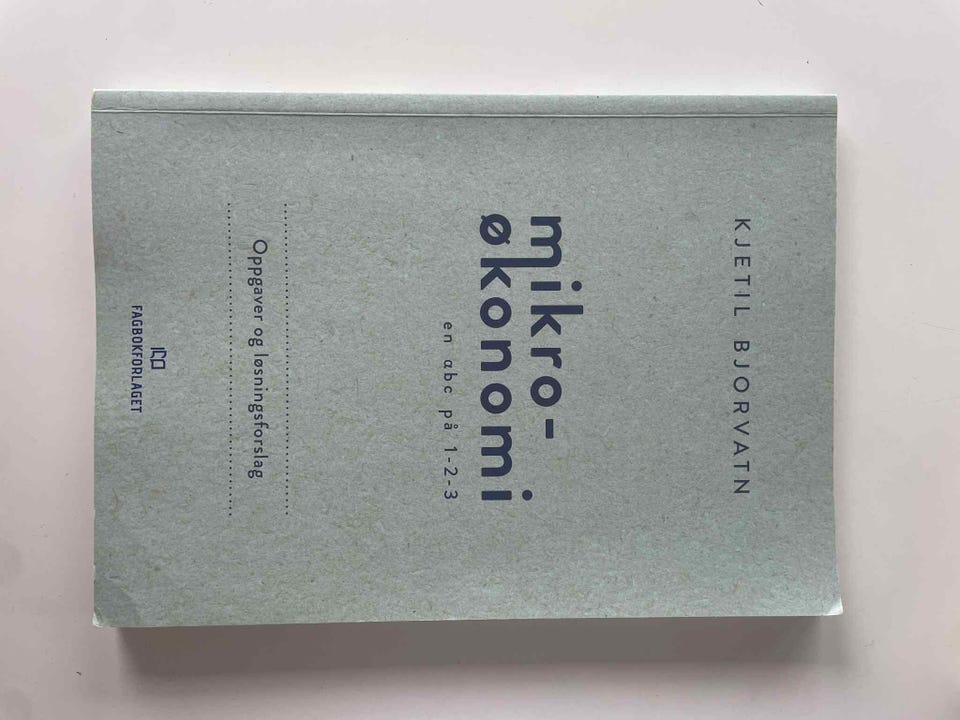 KJETIL BJORVATN
mikro-
økonomi
en abc på 1-2-3
Oppgaver og løsningsforslag
FAGBOKFORLAGET